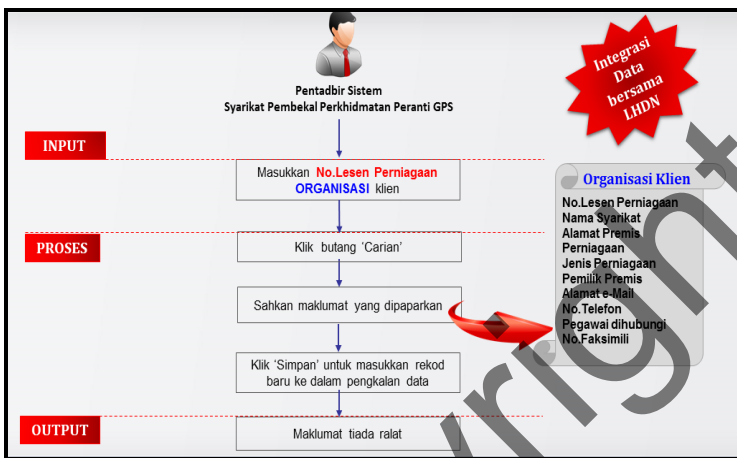 Integrasi
Data
bersama
LHDN
Pentadbir Sistem
Syarikat Pembekal Perkhidmatan Peranti GPS
INPUT
Masukkan No.Lesen Perniagaan
ORGANISASI klien
PROSES
Klik butang 'Carian'
Sahkan maklumat yang dipaparkan
Klik 'Simpan' untuk masukkan rekod
baru ke dalam pengkalan data
OUTPUT
Maklumat tiada ralat
Organisasi Klien
No.Lesen Perniagaan
Nama Syarikat
Alamat Premis
Perniagaan
Jenis Perniagaan
Pemilik Premis
Alamat e-Mail
No.Telefon
Pegawai dihubungi
No.Faksimili